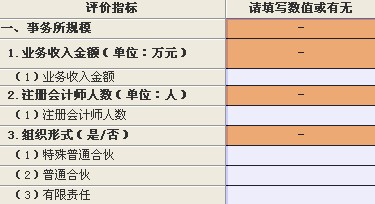 评价指标 请填写数值或有无
一、事务所规模 －
1.业务收入金额（单位：万元） －
（1）业务收入金额
2.注册会计师人数（单位：人） －
（1）注册会计师人数
3.组织形式（是/否） －
（1）特殊普通合伙
（2）普通合伙
（3）有限责任